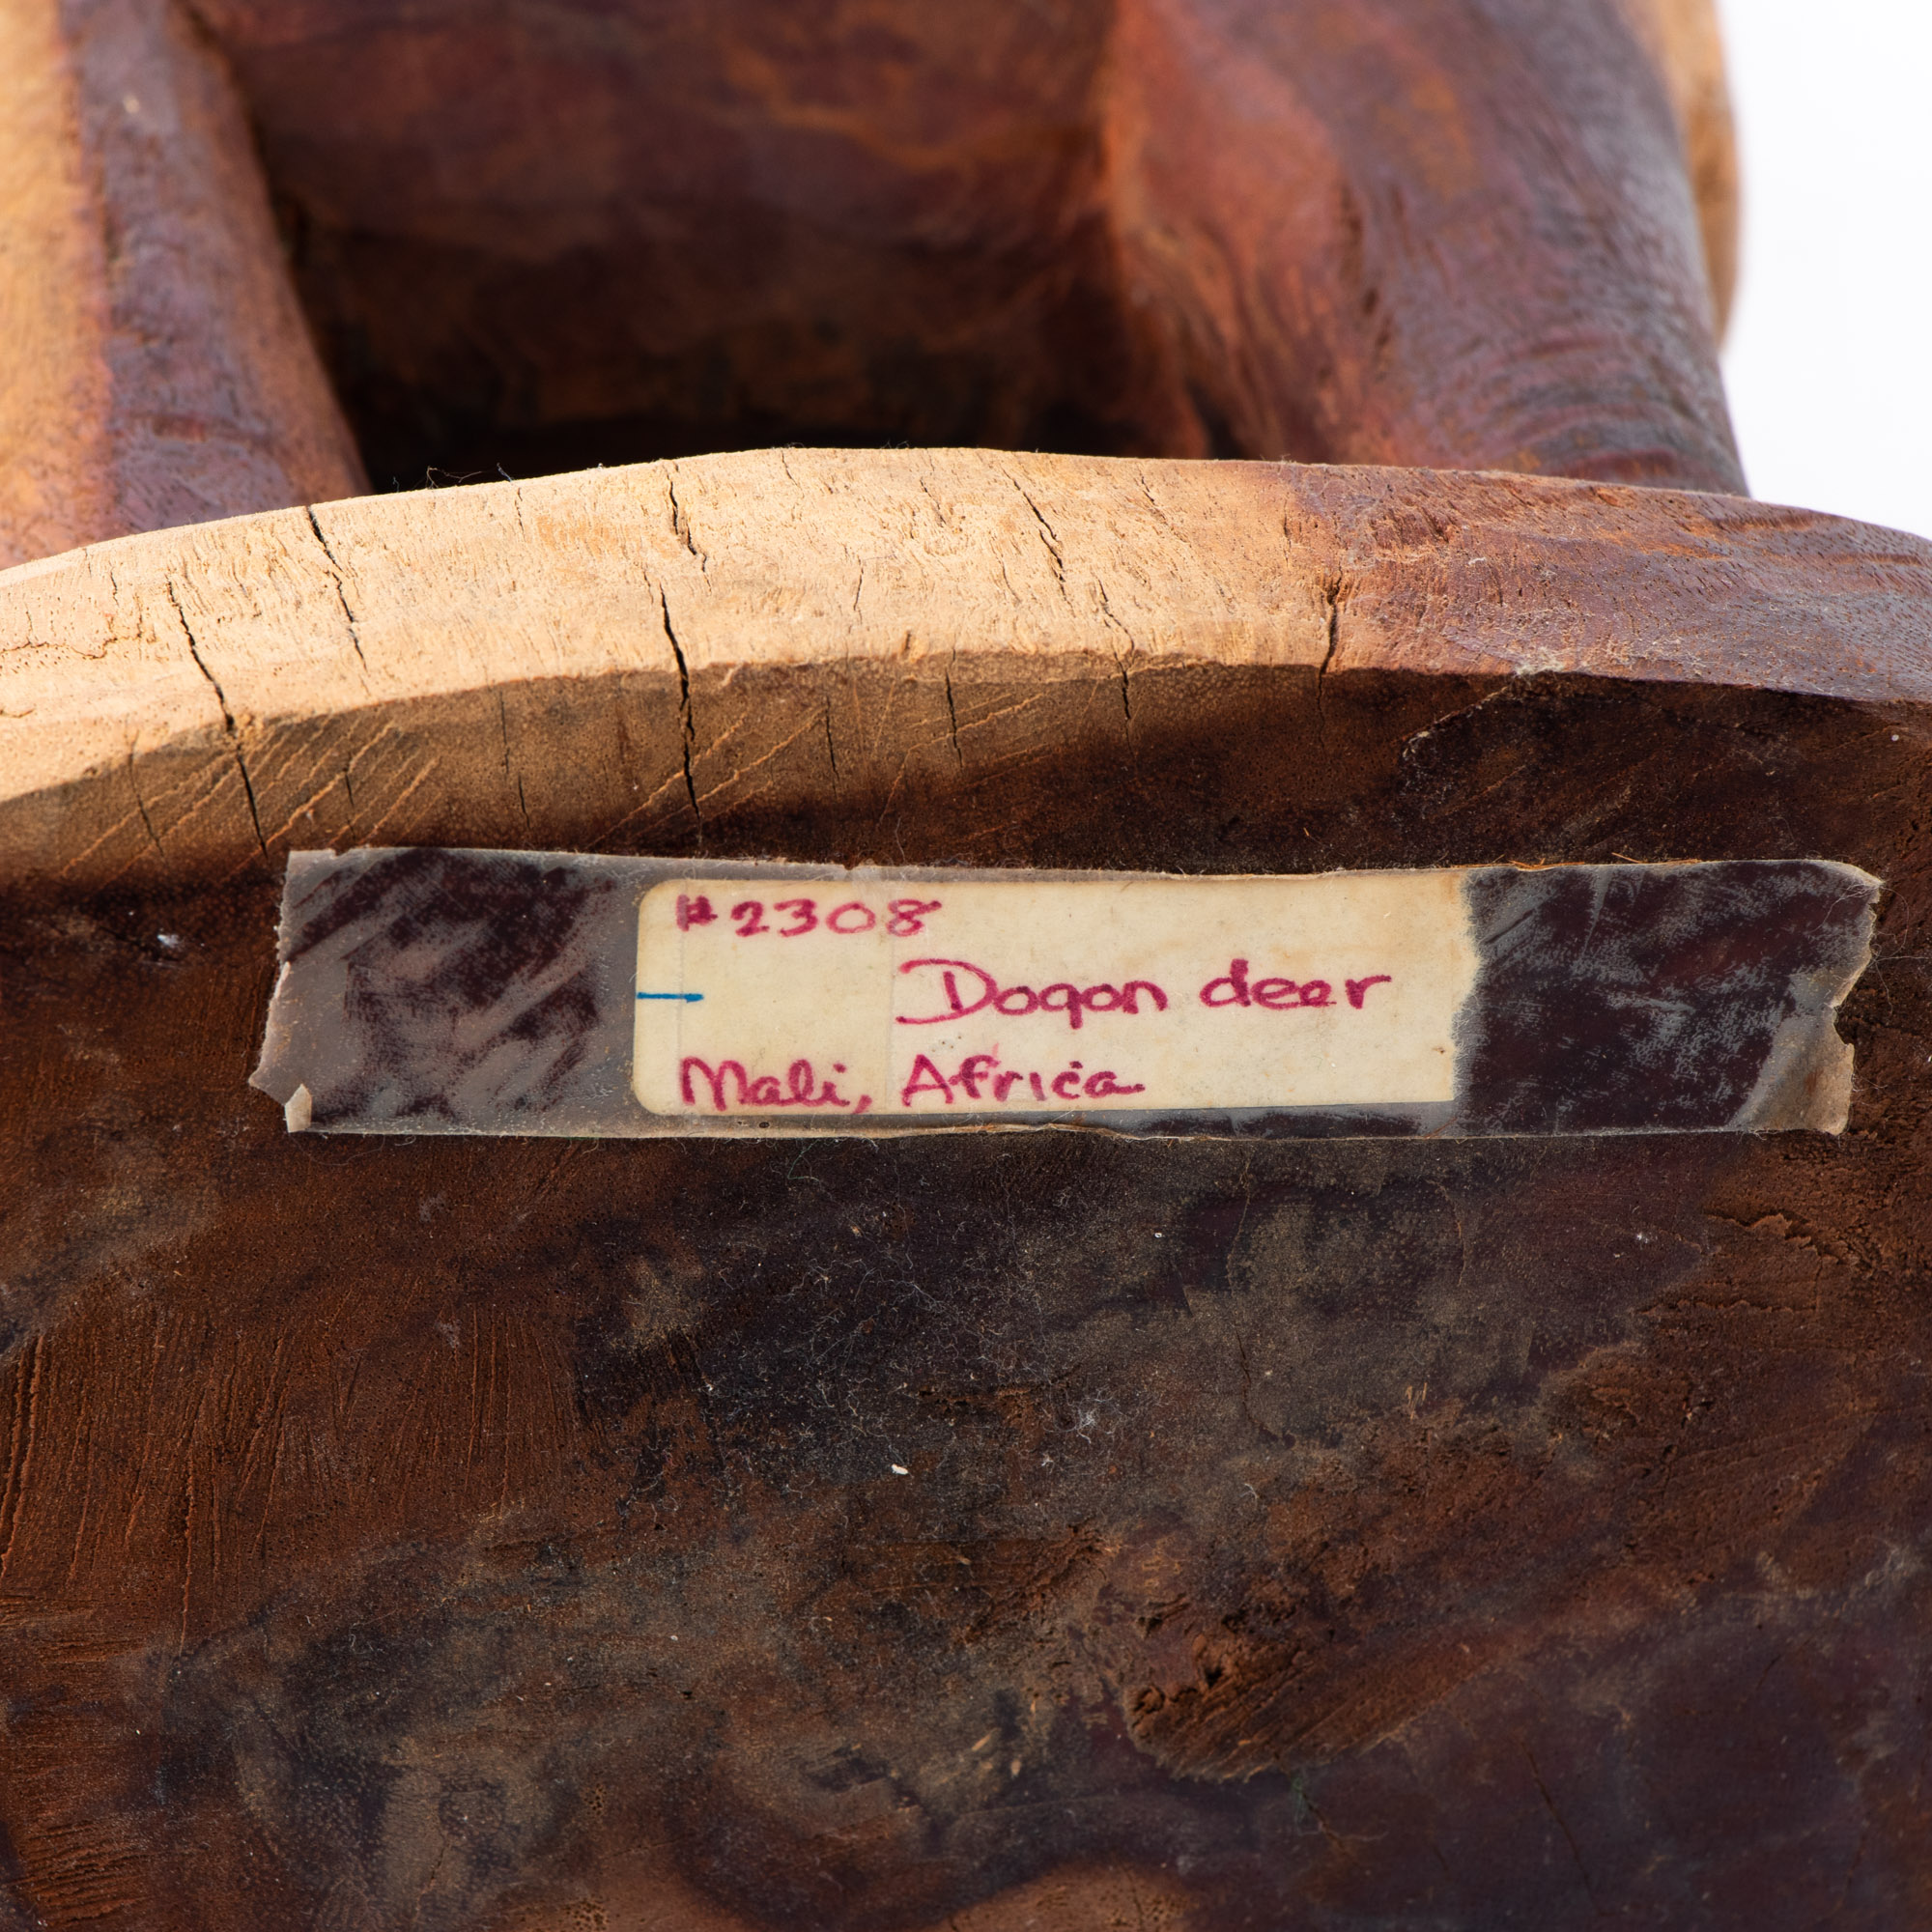 #2308
Dogon deer
Mali, Africa